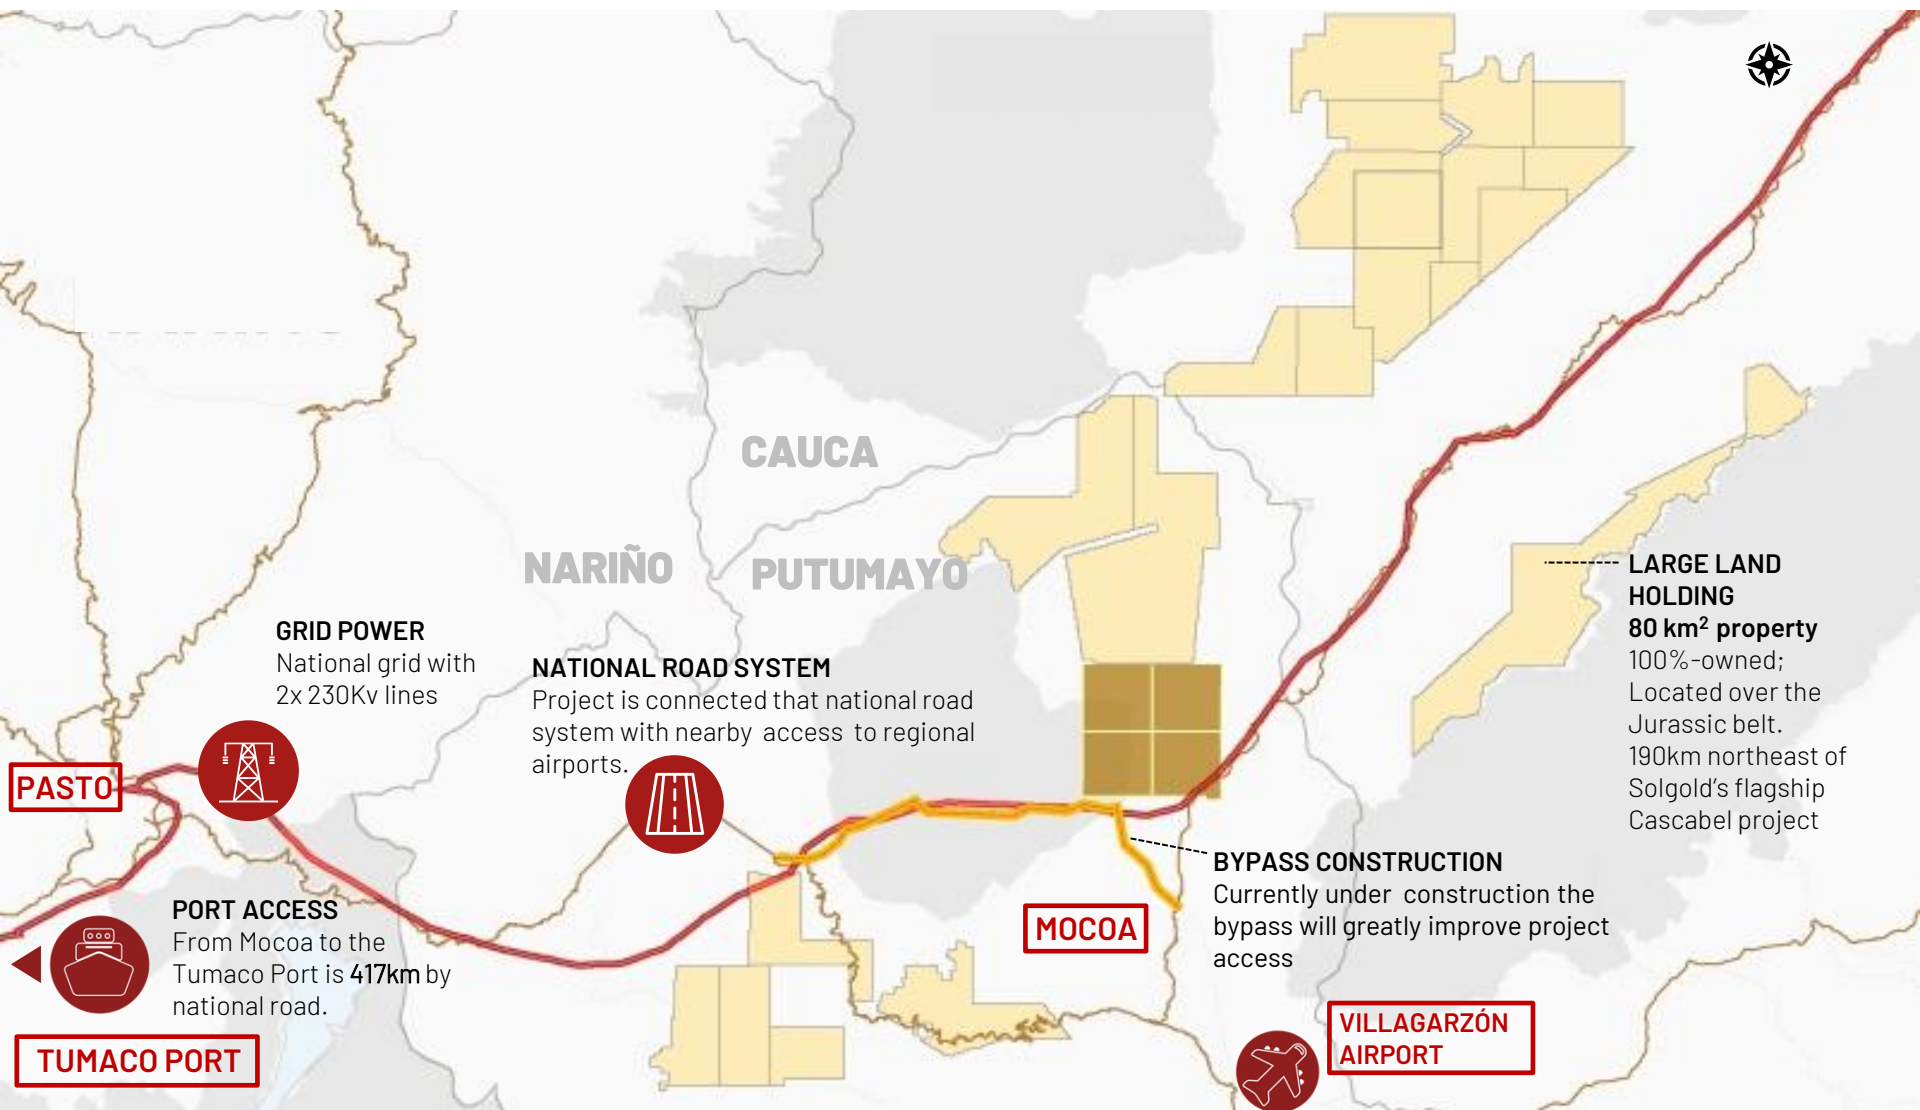 CAUCA
NARIÑO
PUTUMAYO
GRID POWER
National grid with
2x 230Kv lines
NATIONAL ROAD SYSTEM
Project is connected that national road
system with nearby access to regional
airports.
LARGE LAND
HOLDING
80 km² property
100%-owned;
Located over the
Jurassic belt.
190km northeast of
Solgold's flagship
Cascabel project
PASTO
PORT ACCESS
From Mocoa to the
Tumaco Port is 417km by
national road.
TUMACO PORT
MOCOA
BYPASS CONSTRUCTION
Currently under construction the
bypass will greatly improve project
access
VILLAGARZÓN
AIRPORT